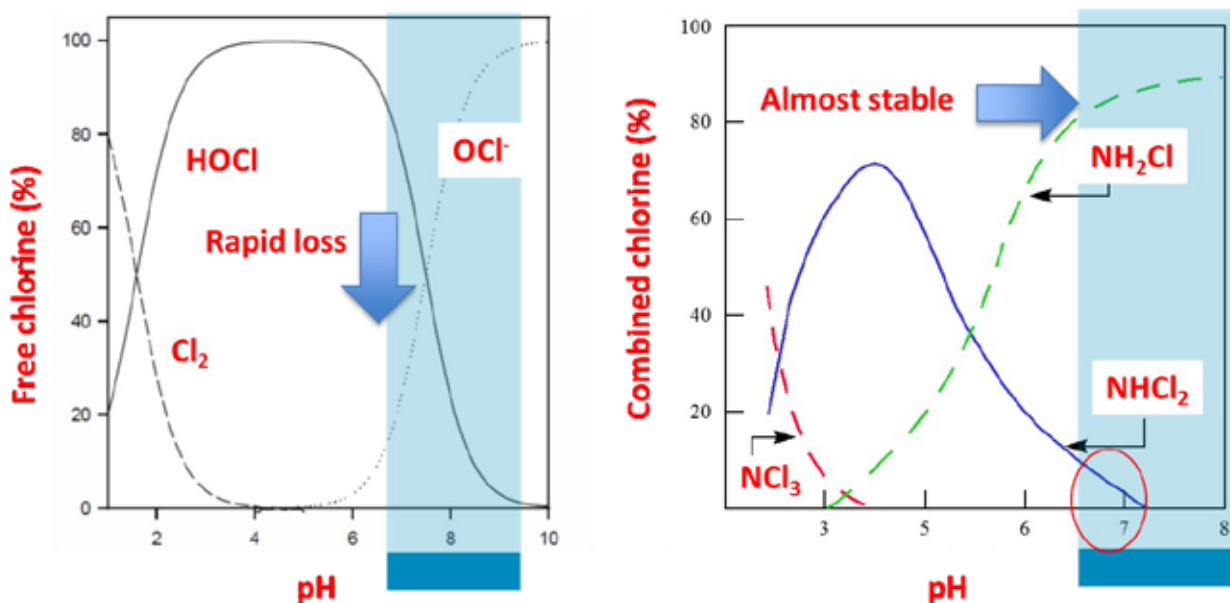 Free chlorine (%)
100
80
60
40
20
0
HOCl
OCl⁻
Rapid loss
Cl₂
2
4
6
8
10
pH
Combined chlorine (%)
100
80
60
40
20
Almost stable
NH₂Cl
NHCl₂
NCl₃
3
5
6
7
8
pH